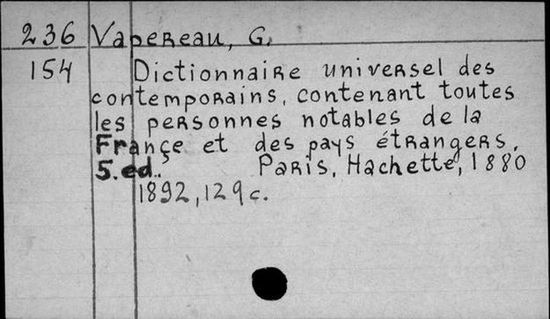 236 Vapereau, G.
154 Dictionnaire universel des
contemporains, contenant toutes
les personnes notables de la
France et des pays étrangers.
5. ed.. Paris, Hachette, 1880
1892, 129 c.